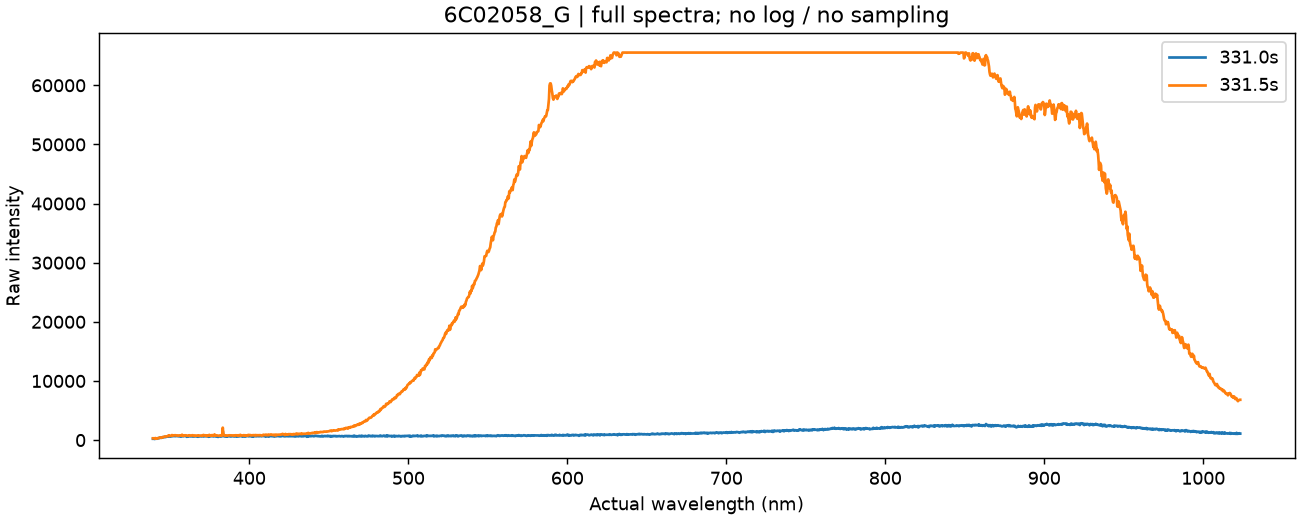 6C02058_G | full spectra; no log / no sampling
331.0s
331.5s
60000
50000
40000
30000
20000
10000
0
Raw intensity
400 500 600 700 800 900 1000
Actual wavelength (nm)